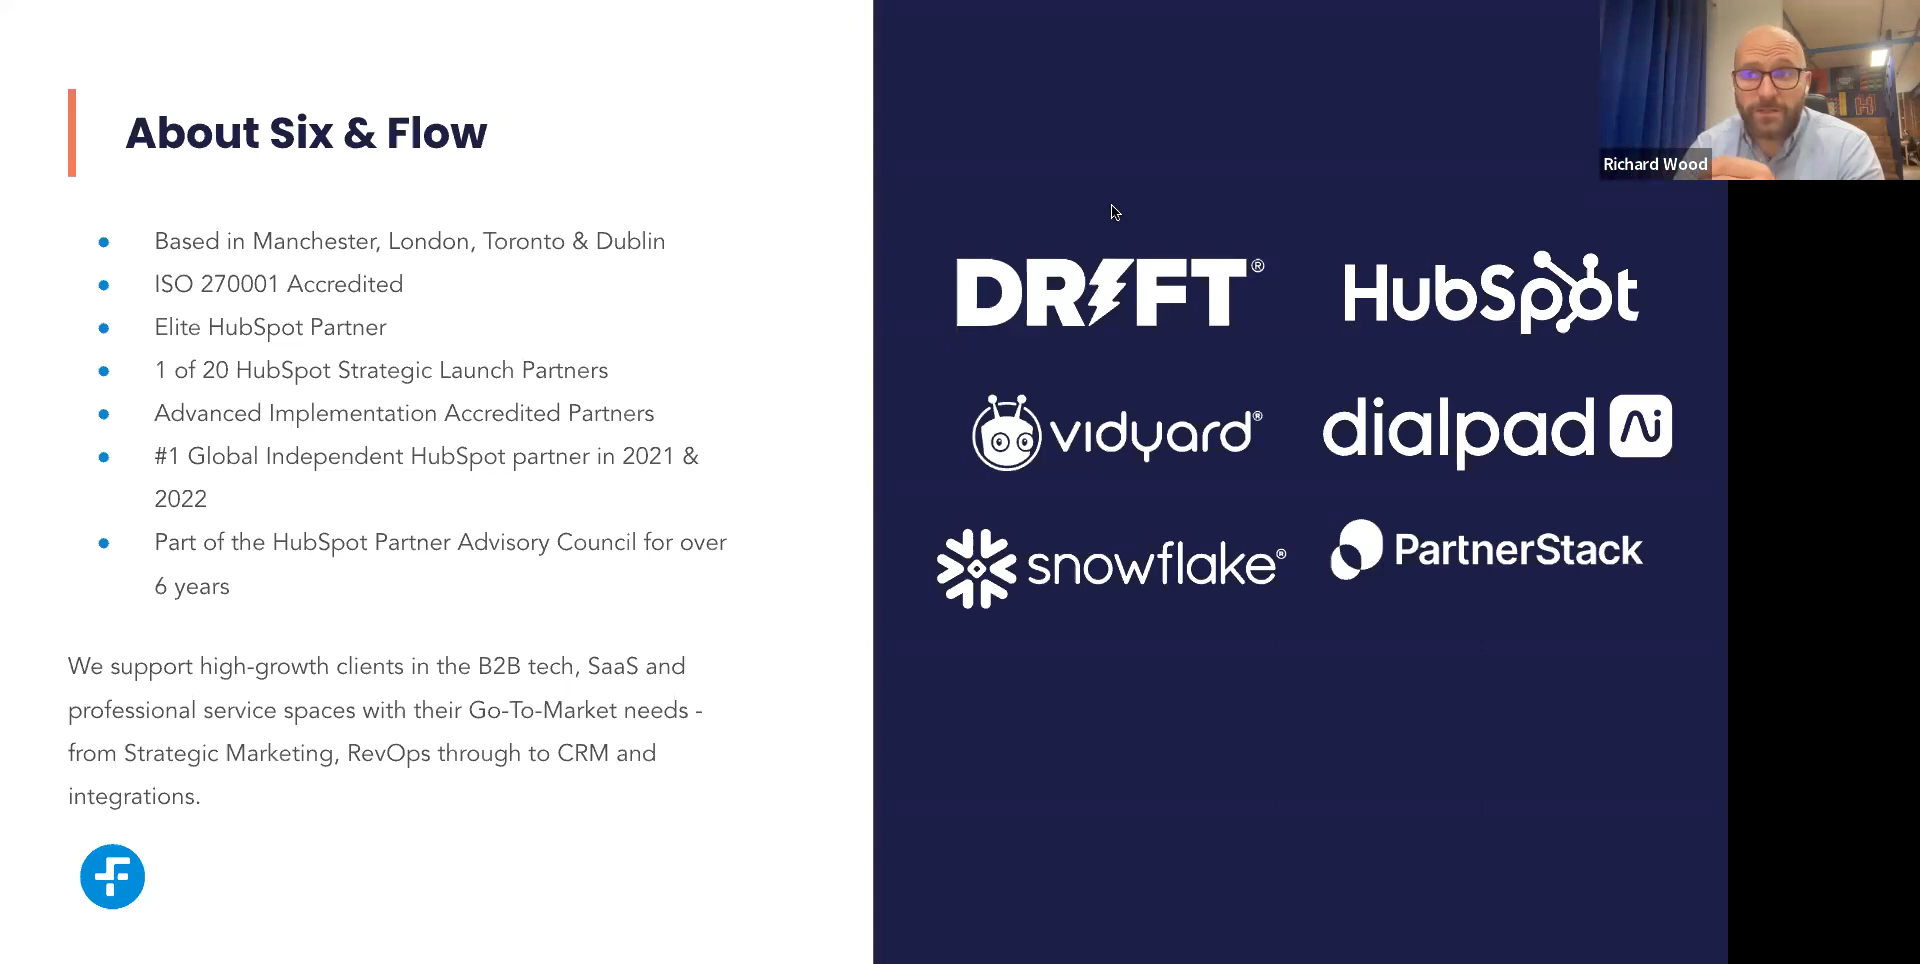 About Six & Flow
Based in Manchester, London, Toronto & Dublin
ISO 270001 Accredited
Elite HubSpot Partner
1 of 20 HubSpot Strategic Launch Partners
Advanced Implementation Accredited Partners
#1 Global Independent HubSpot partner in 2021 &
2022
Part of the HubSpot Partner Advisory Council for over
6 years
We support high-growth clients in the B2B tech, SaaS and
professional service spaces with their Go-To-Market needs -
from Strategic Marketing, RevOps through to CRM and
integrations.
DRIFT®
HubSpot
vidyard®
dialpad Ai
snowflake®
PartnerStack
Richard Wood